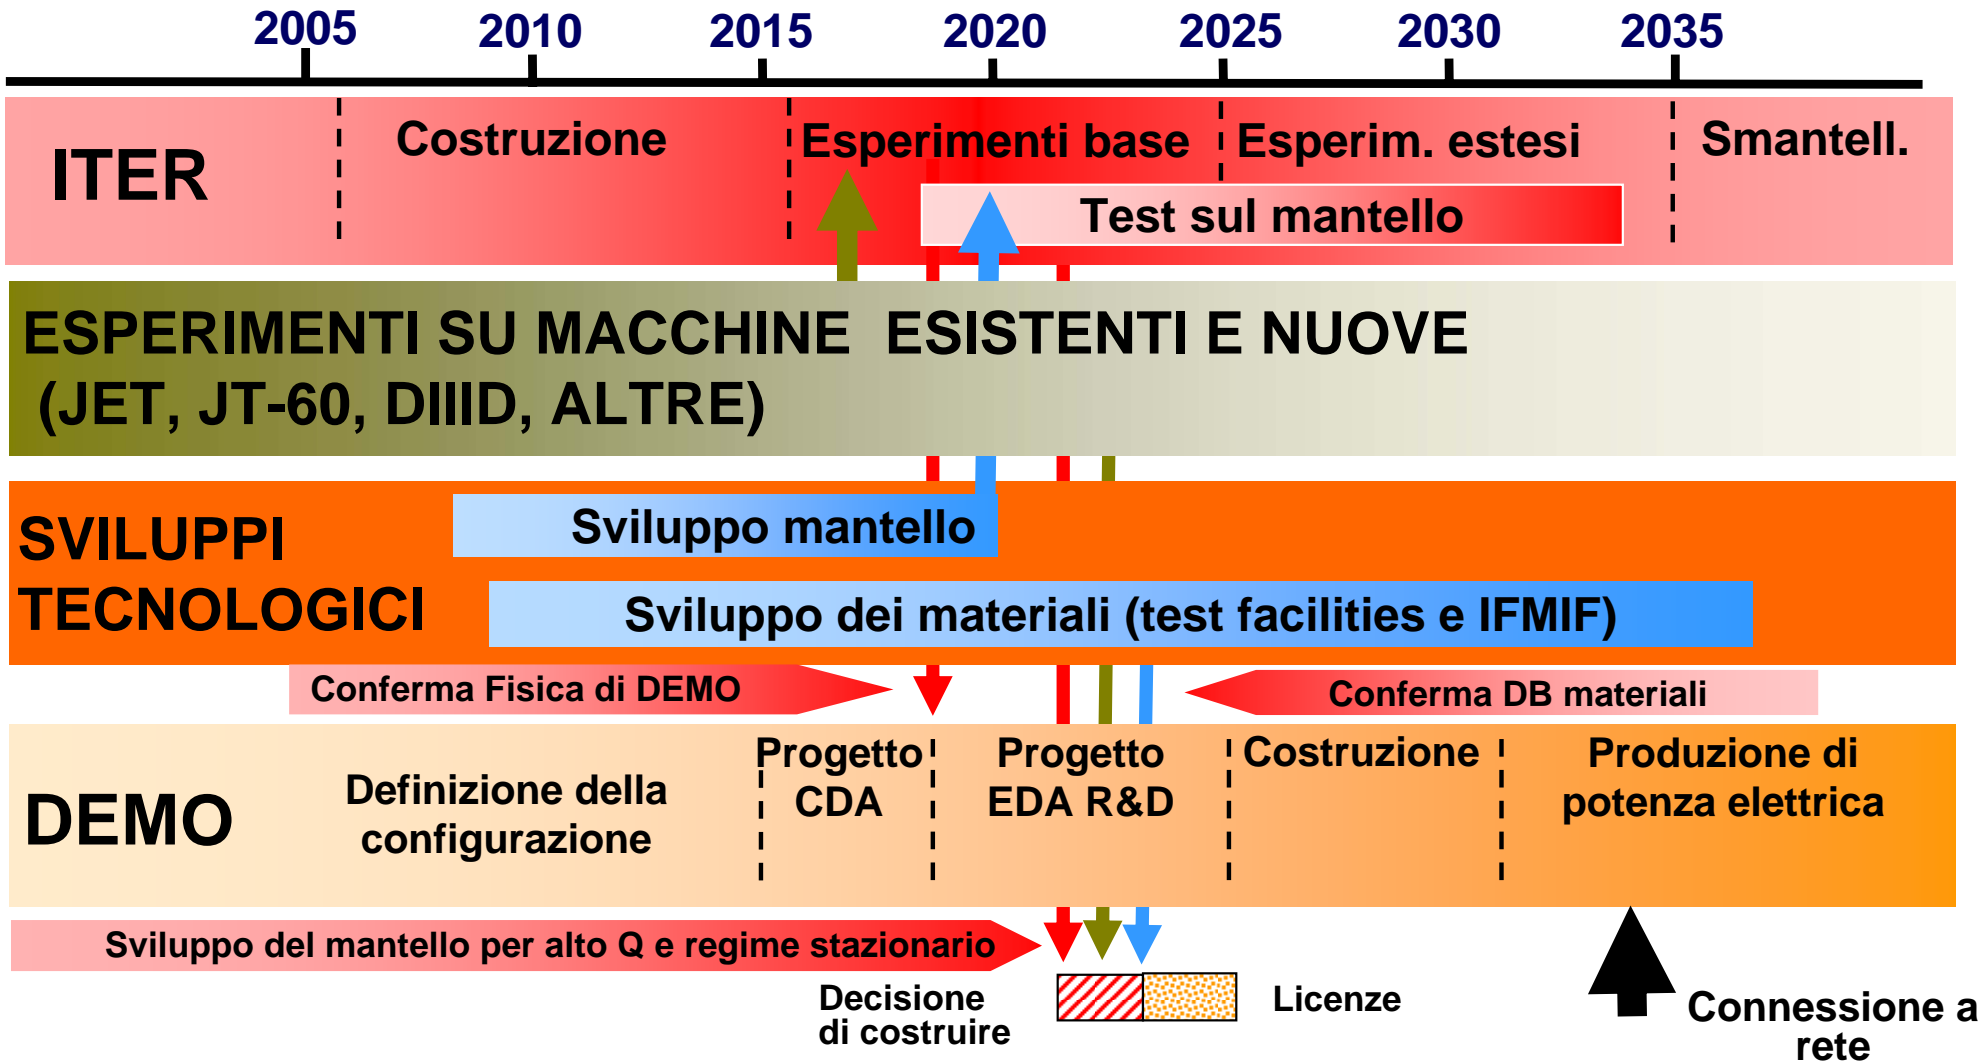 2005 2010 2015 2020 2025 2030 2035
ITER
Costruzione
Esperimenti base
Esperim. estesi
Smantell.
Test sul mantello
ESPERIMENTI SU MACCHINE ESISTENTI E NUOVE
(JET, JT-60, DIIID, ALTRE)
SVILUPPI
TECNOLOGICI
Sviluppo mantello
Sviluppo dei materiali (test facilities e IFMIF)
Conferma Fisica di DEMO
Conferma DB materiali
DEMO
Definizione della
configurazione
Progetto
CDA
Progetto
EDA R&D
Costruzione
Produzione di
potenza elettrica
Sviluppo del mantello per alto Q e regime stazionario
Decisione
di costruire
Licenze
Connessione a
rete